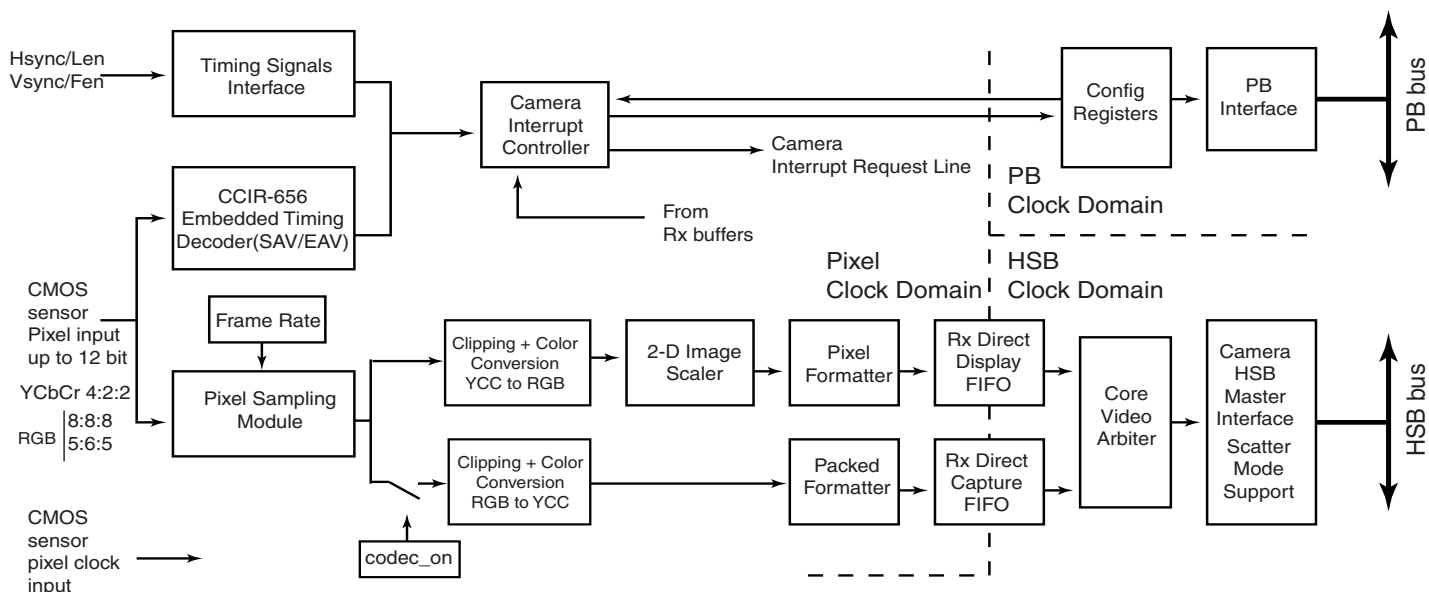 Hsync/Len
Vsync/Fen
Timing Signals
Interface
CCIR-656
Embedded Timing
Decoder(SAV/EAV)
Camera
Interrupt
Controller
Camera
Interrupt Request Line
From
Rx buffers
Config
Registers
PB
Interface
PB bus
PB
Clock Domain
Pixel
Clock Domain
HSB
Clock Domain
CMOS
sensor
Pixel input
up to 12 bit
YCbCr 4:2:2
RGB
8:8:8
5:6:5
Frame Rate
Pixel Sampling
Module
Clipping + Color
Conversion
YCC to RGB
2-D Image
Scaler
Pixel
Formatter
Rx Direct
Display
FIFO
Core
Video
Arbiter
Camera
HSB
Master
Interface
Scatter
Mode
Support
HSB bus
Clipping + Color
Conversion
RGB to YCC
Packed
Formatter
Rx Direct
Capture
FIFO
codec_on
CMOS
sensor
pixel clock
input